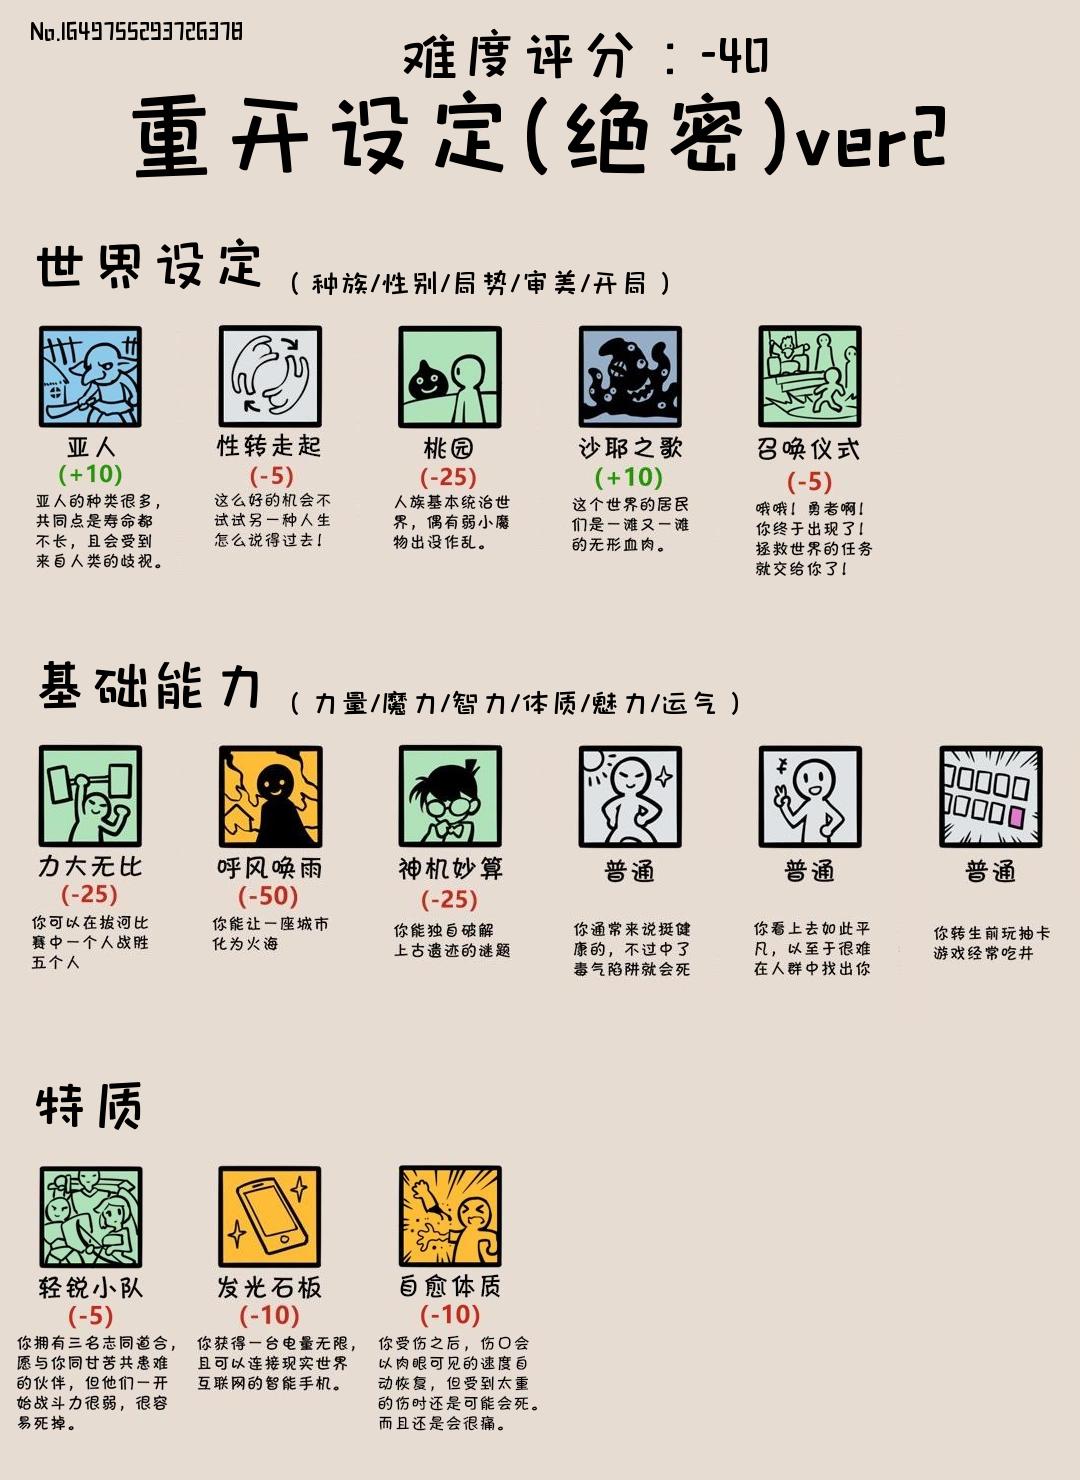 No.1649755293726378
难度评分：-40
重开设定(绝密)ver2
世界设定 （种族/性别/局势/审美/开局）
亚人
(+10)
亚人的种类很多，
共同点是寿命都
不长，且会受到
来自人类的歧视。
性转走起
(-5)
这么好的机会不
试试另一种人生
怎么说得过去！
桃园
(-25)
人族基本统治世
界，偶有弱小魔
物出没作乱。
沙耶之歌
(+10)
这个世界的居民
们是一滩又一滩
的无形血肉。
召唤仪式
(-5)
哦哦！勇者啊！
你终于出现了！
拯救世界的任务
就交给你了！
基础能力 （力量/魔力/智力/体质/魅力/运气）
力大无比
(-25)
你可以在拔河比
赛中一个人战胜
五个人
呼风唤雨
(-50)
你能让一座城市
化为火海
神机妙算
(-25)
你能独自破解
上古遗迹的谜题
普通
你通常来说挺健
康的，不过中了
毒气陷阱就会死
普通
你看上去如此平
凡，以至于很难
在人群中找出你
普通
你转生前玩抽卡
游戏经常吃井
特质
轻锐小队
(-5)
你拥有三名志同道合，
愿与你同甘苦共患难
的伙伴，但他们一开
始战斗力很弱，很容
易死掉。
发光石板
(-10)
你获得一台电量无限，
且可以连接现实世界
互联网的智能手机。
自愈体质
(-10)
你受伤之后，伤口会
以肉眼可见的速度自
动恢复，但受到太重
的伤时还是可能会死。
而且还是会很痛。